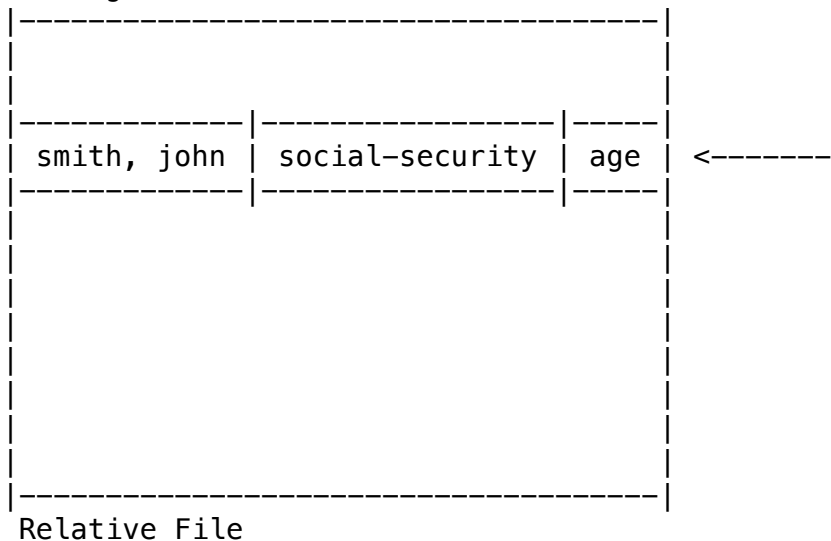 smith, john | social-security | age | <-------
Relative File